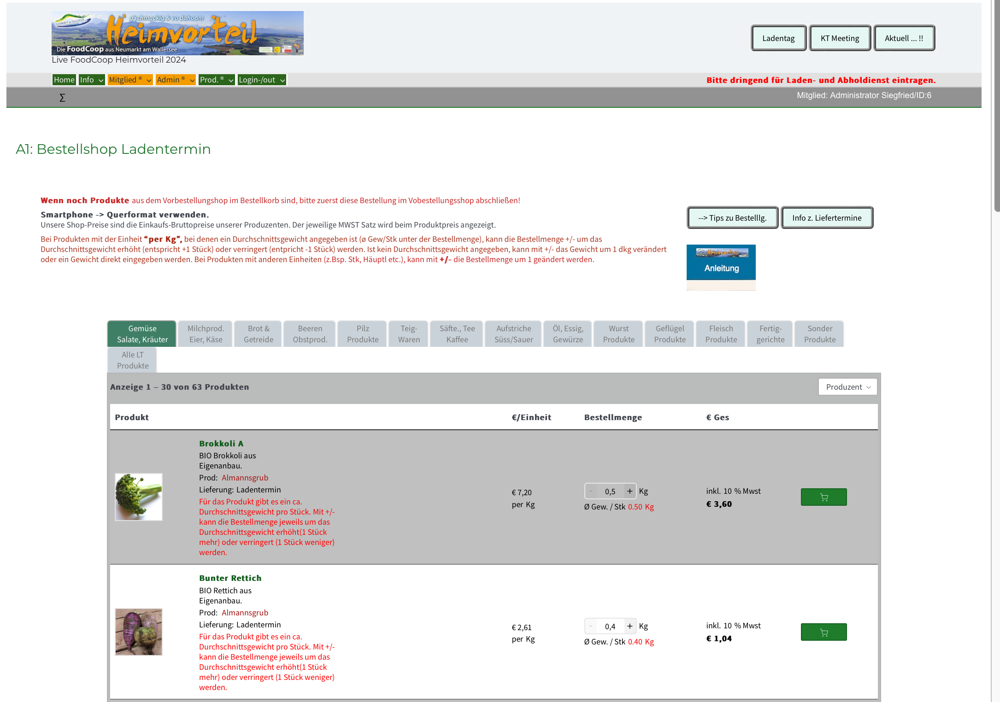 g'schmackig & vo dahoam
Heimvorteil
Die FoodCoop aus Neumarkt am Wallersee
Live FoodCoop Heimvorteil 2024
Ladentag
KT Meeting
Aktuell ... !!
Home
Info
Mitglied ®
Admin ®
Prod. ®
Login-/out
Bitte dringend für Laden- und Abholdienst eintragen.
∑
Mitglied: Administrator Siegfried/ID:6
A1: Bestellshop Ladentermin
Wenn noch Produkte aus dem Vorbestellungshop im Bestellkorb sind, bitte zuerst diese Bestellung im Vobestellungsshop abschließen!
Smartphone -> Querformat verwenden.
Unsere Shop-Preise sind die Einkaufs-Bruttopreise unserer Produzenten. Der jeweilige MWST Satz wird beim Produktpreis angezeigt.
Bei Produkten mit der Einheit “per Kg”, bei denen ein Durchschnittsgewicht angegeben ist (ø Gew/Stk unter der Bestellmenge), kann die Bestellmenge +/- um das
Durchschnittsgewicht erhöht (entspricht +1 Stück) oder verringert (entpricht -1 Stück) werden. Ist kein Durchschnittsgewicht angegeben, kann mit +/- das Gewicht um 1 dkg verändert
oder ein Gewicht direkt eingegeben werden. Bei Produkten mit anderen Einheiten (z.Bsp. Stk, Häuptl etc.), kann mit +/- die Bestellmenge um 1 geändert werden.
--> Tips zu Bestelllg.
Info z. Liefertermine
Heimvorteil
Anleitung
Gemüse
Salate, Kräuter
Milchprod.
Eier, Käse
Brot &
Getreide
Beeren
Obstprod.
Pilz
Produkte
Teig-
Waren
Säfte., Tee
Kaffee
Aufstriche
Süss/Sauer
Öl, Essig,
Gewürze
Wurst
Produkte
Geflügel
Produkte
Fleisch
Produkte
Fertig-
gerichte
Sonder
Produkte
Alle LT
Produkte
Anzeige 1 – 30 von 63 Produkten
Produzent
Produkt
€/Einheit
Bestellmenge
€ Ges
Brokkoli A
BIO Brokkoli aus
Eigenanbau.
Prod: Almannsgrub
Lieferung: Ladentermin
Für das Produkt gibt es ein ca.
Durchschnittsgewicht pro Stück. Mit +/-
kann die Bestellmenge jeweils um das
Durchschnittsgewicht erhöht(1 Stück
mehr) oder verringert (1 Stück weniger)
werden.
€ 7,20
per Kg
- 0,5 + Kg
Ø Gew. / Stk 0.50 Kg
inkl. 10 % Mwst
€ 3,60
Bunter Rettich
BIO Rettich aus
Eigenanbau.
Prod: Almannsgrub
Lieferung: Ladentermin
Für das Produkt gibt es ein ca.
Durchschnittsgewicht pro Stück. Mit +/-
kann die Bestellmenge jeweils um das
Durchschnittsgewicht erhöht(1 Stück
mehr) oder verringert (1 Stück weniger)
werden.
€ 2,61
per Kg
- 0,4 + Kg
Ø Gew. / Stk 0.40 Kg
inkl. 10 % Mwst
€ 1,04